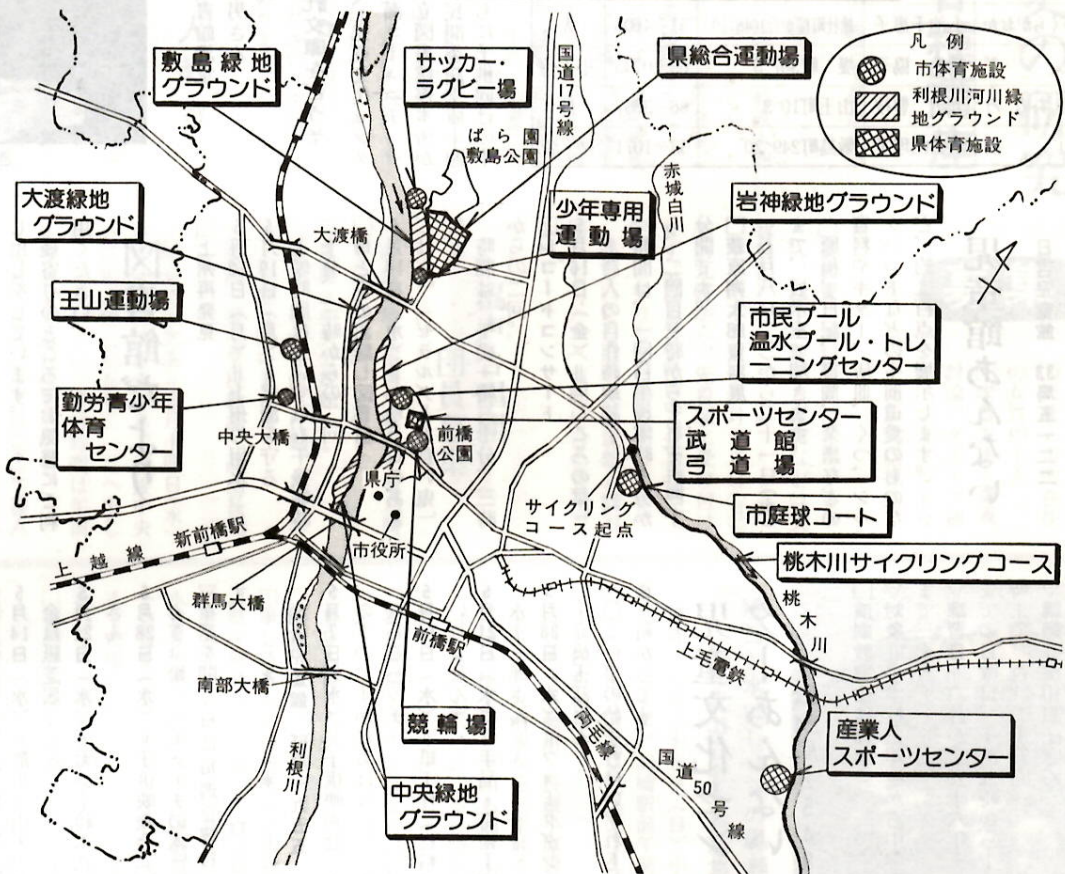 敷島緑地
グラウンド
サッカー・
ラグビー場
国道17号線
県総合運動場
凡例
市体育施設
利根川河川緑
地グラウンド
県体育施設
ばら園
敷島公園
赤城白川
大渡緑地
グラウンド
大渡橋
少年専用
運動場
岩神緑地グラウンド
王山運動場
市民プール
温水プール・トレ
ーニングセンター
勤労青少年
体育
センター
中央大橋
前橋
公園
スポーツセンター
武道館
弓道場
県庁
サイクリング
コース起点
市庭球コート
新前橋駅
上越線
市役所
桃木川サイクリングコース
群馬大橋
前橋駅
桃木川
上毛電鉄
南部大橋
競輪場
両毛線
産業人
スポーツセンター
利根川
国道50号線
中央緑地
グラウンド